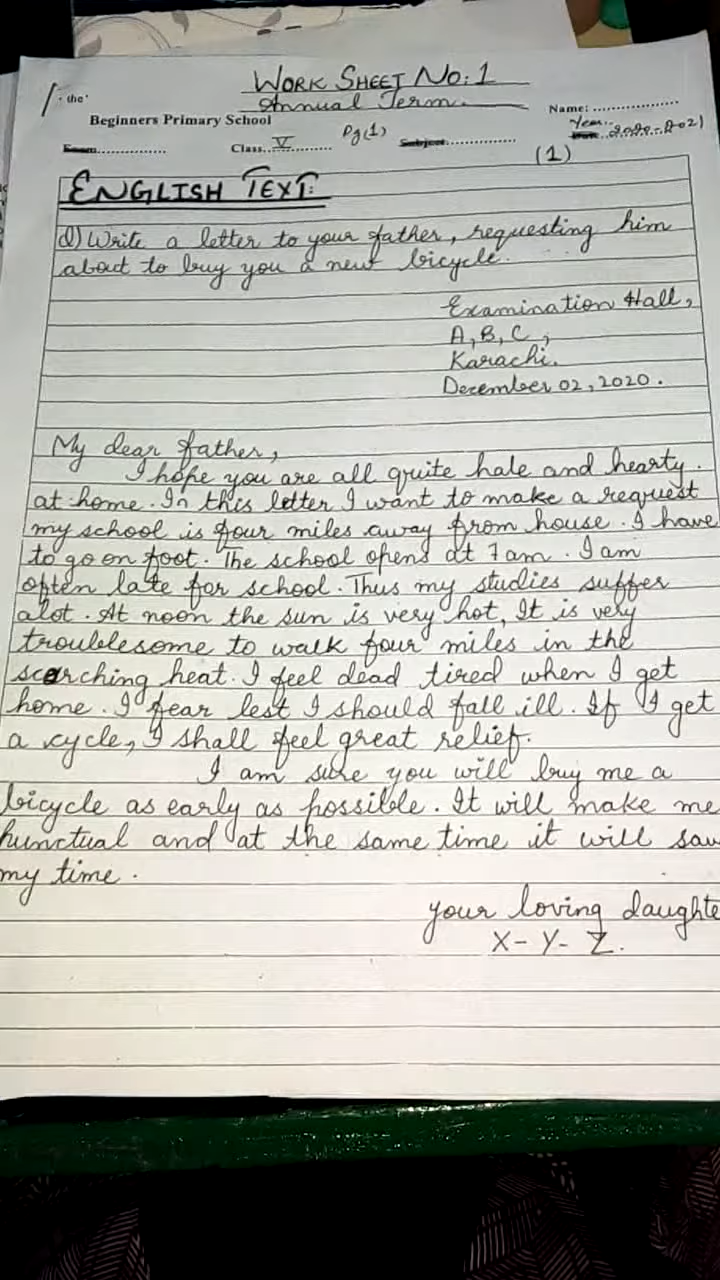 WORK SHEET NO: 1
Annual Term.
· the'
Beginners Primary School
Name: ..................
Year.. 2020-2021
Class...V.......... Pg(1)
(1)
ENGLISH TEXT:
Q) Write a letter to your father, requesting him
about to buy you a new bicycle.
Examination Hall,
A, B, C,
Karachi.
December 02, 2020.
My dear father,
I hope you are all quite hale and hearty.
at home. In this letter I want to make a request
my school is four miles away from house. I have
to go on foot. The school opens at 7 am. I am
often late for school. Thus my studies suffer
alot. At noon the sun is very hot, It is very
troublesome to walk four miles in the
scorching heat. I feel dead tired when I get
home. I fear lest I should fall ill. If I get
a cycle, I shall feel great relief.
I am sure you will buy me a
bicycle as early as possible. It will make me
punctual and at the same time it will sav
my time.
your loving daughte
X-Y-Z.